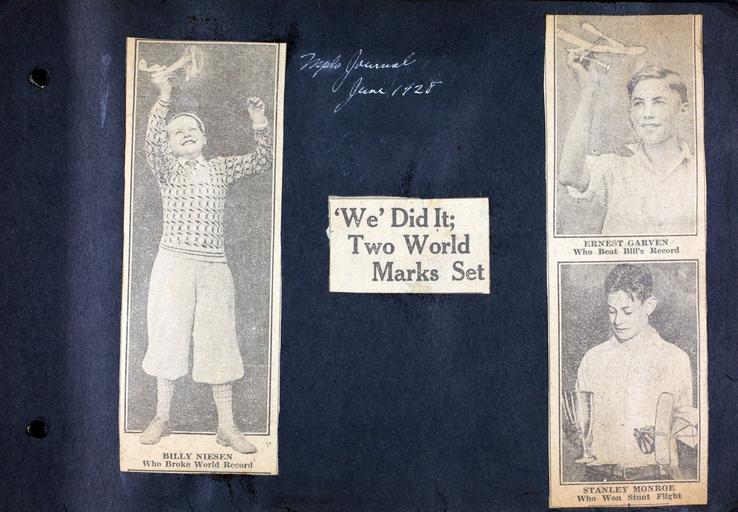 Mpls Journal
June 1928
'We' Did It;
Two World
Marks Set
BILLY NIESEN
Who Broke World Record
ERNEST GARVEN
Who Beat Bill's Record
STANLEY MONROE
Who Won Stunt Flight